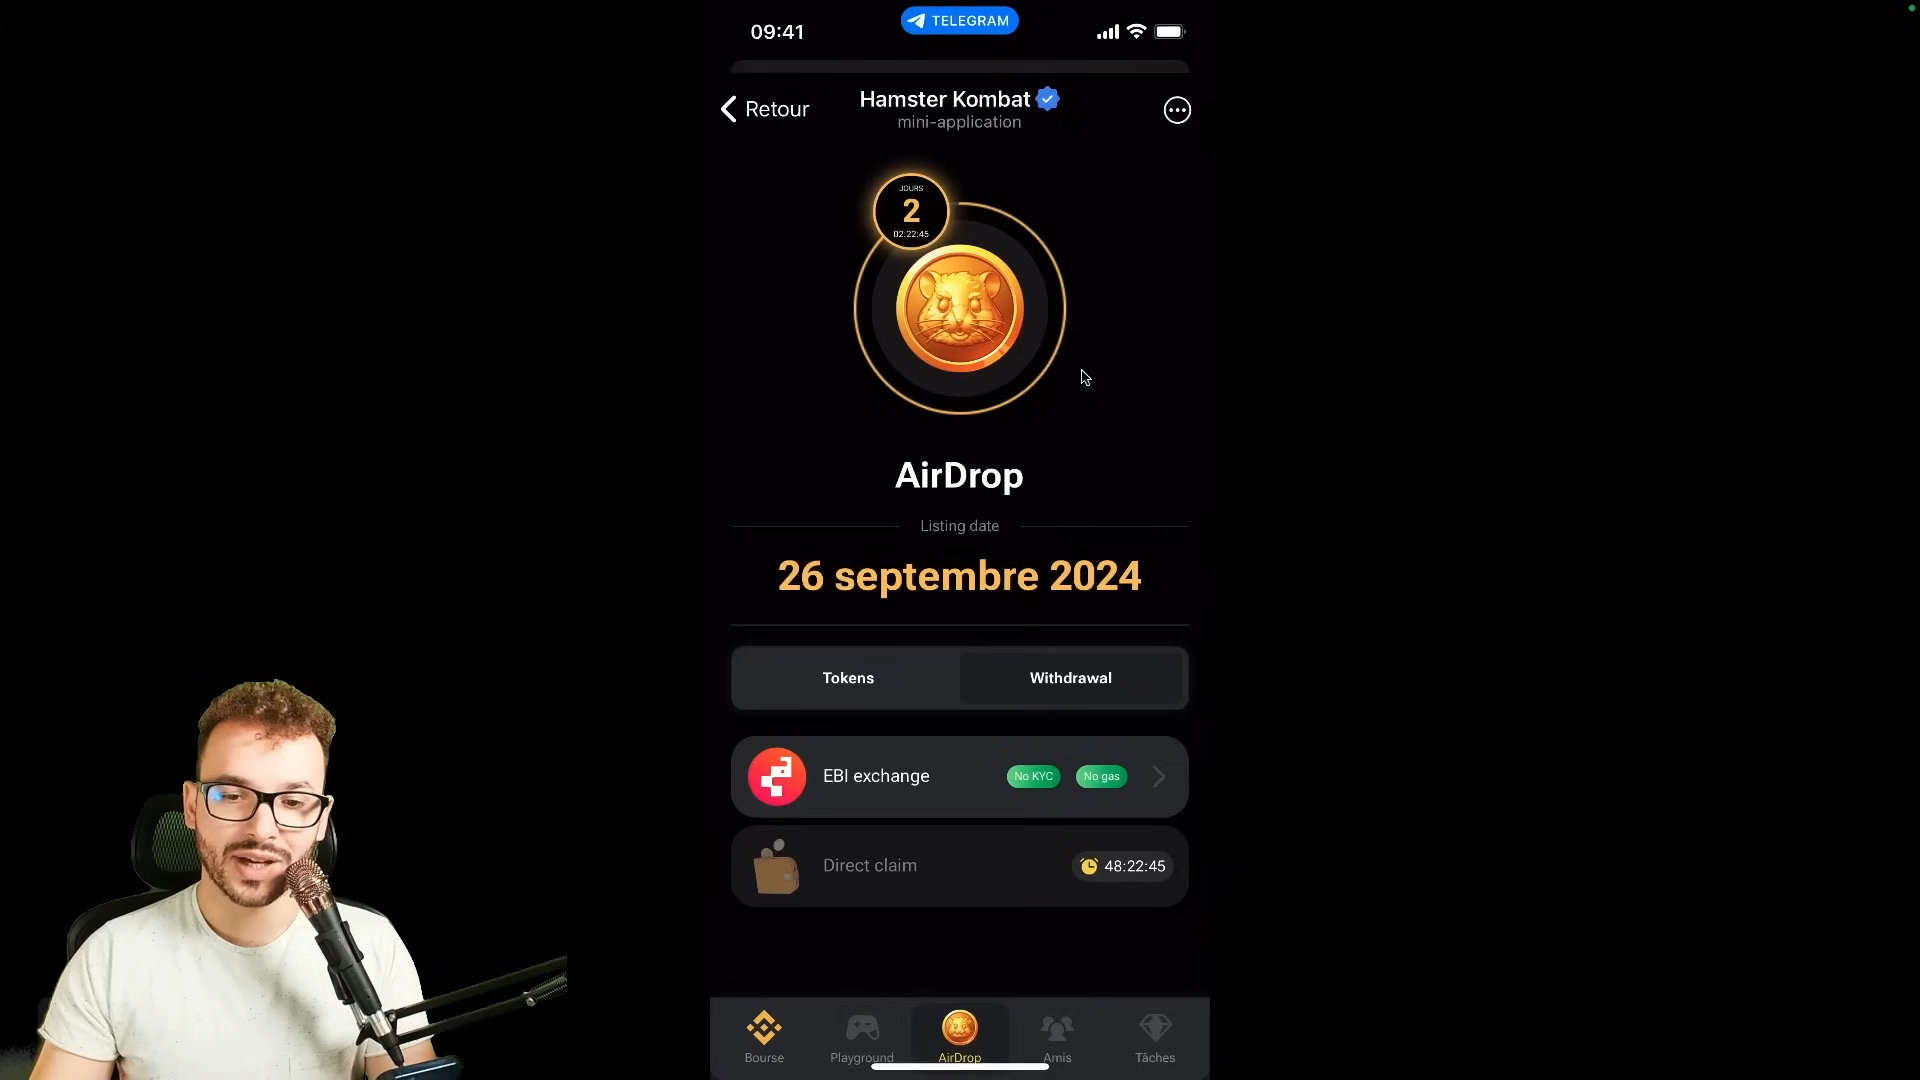 09:41
TELEGRAM
Retour
Hamster Kombat
mini-application
JOURS
2
02:22:45
AirDrop
Listing date
26 septembre 2024
Tokens
Withdrawal
EBI exchange
No KYC
No gas
Direct claim
48:22:45
Bourse
Playground
AirDrop
Amis
Tâches